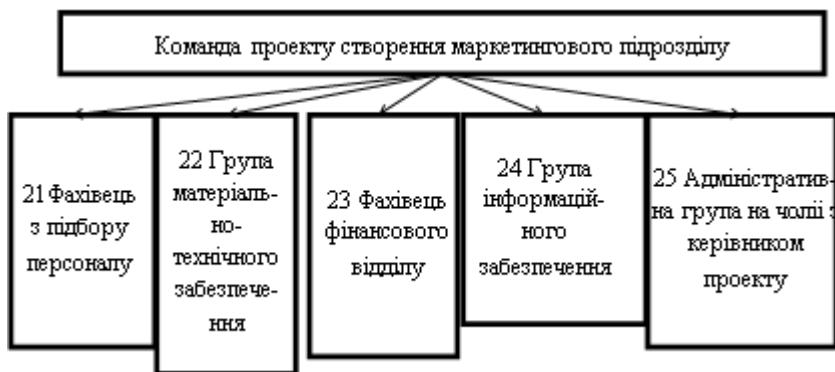 Команда проекту створення маркетингового підрозділу
21 Фахівець
з підбору
персоналу
22 Група
матеріаль-
но-
технічного
забезпече-
ння
23 Фахівець
фінансового
відділу
24 Група
інформацій-
ного
забезпечення
25 Адміністратив-
на група на чолії з
керівником
проекту